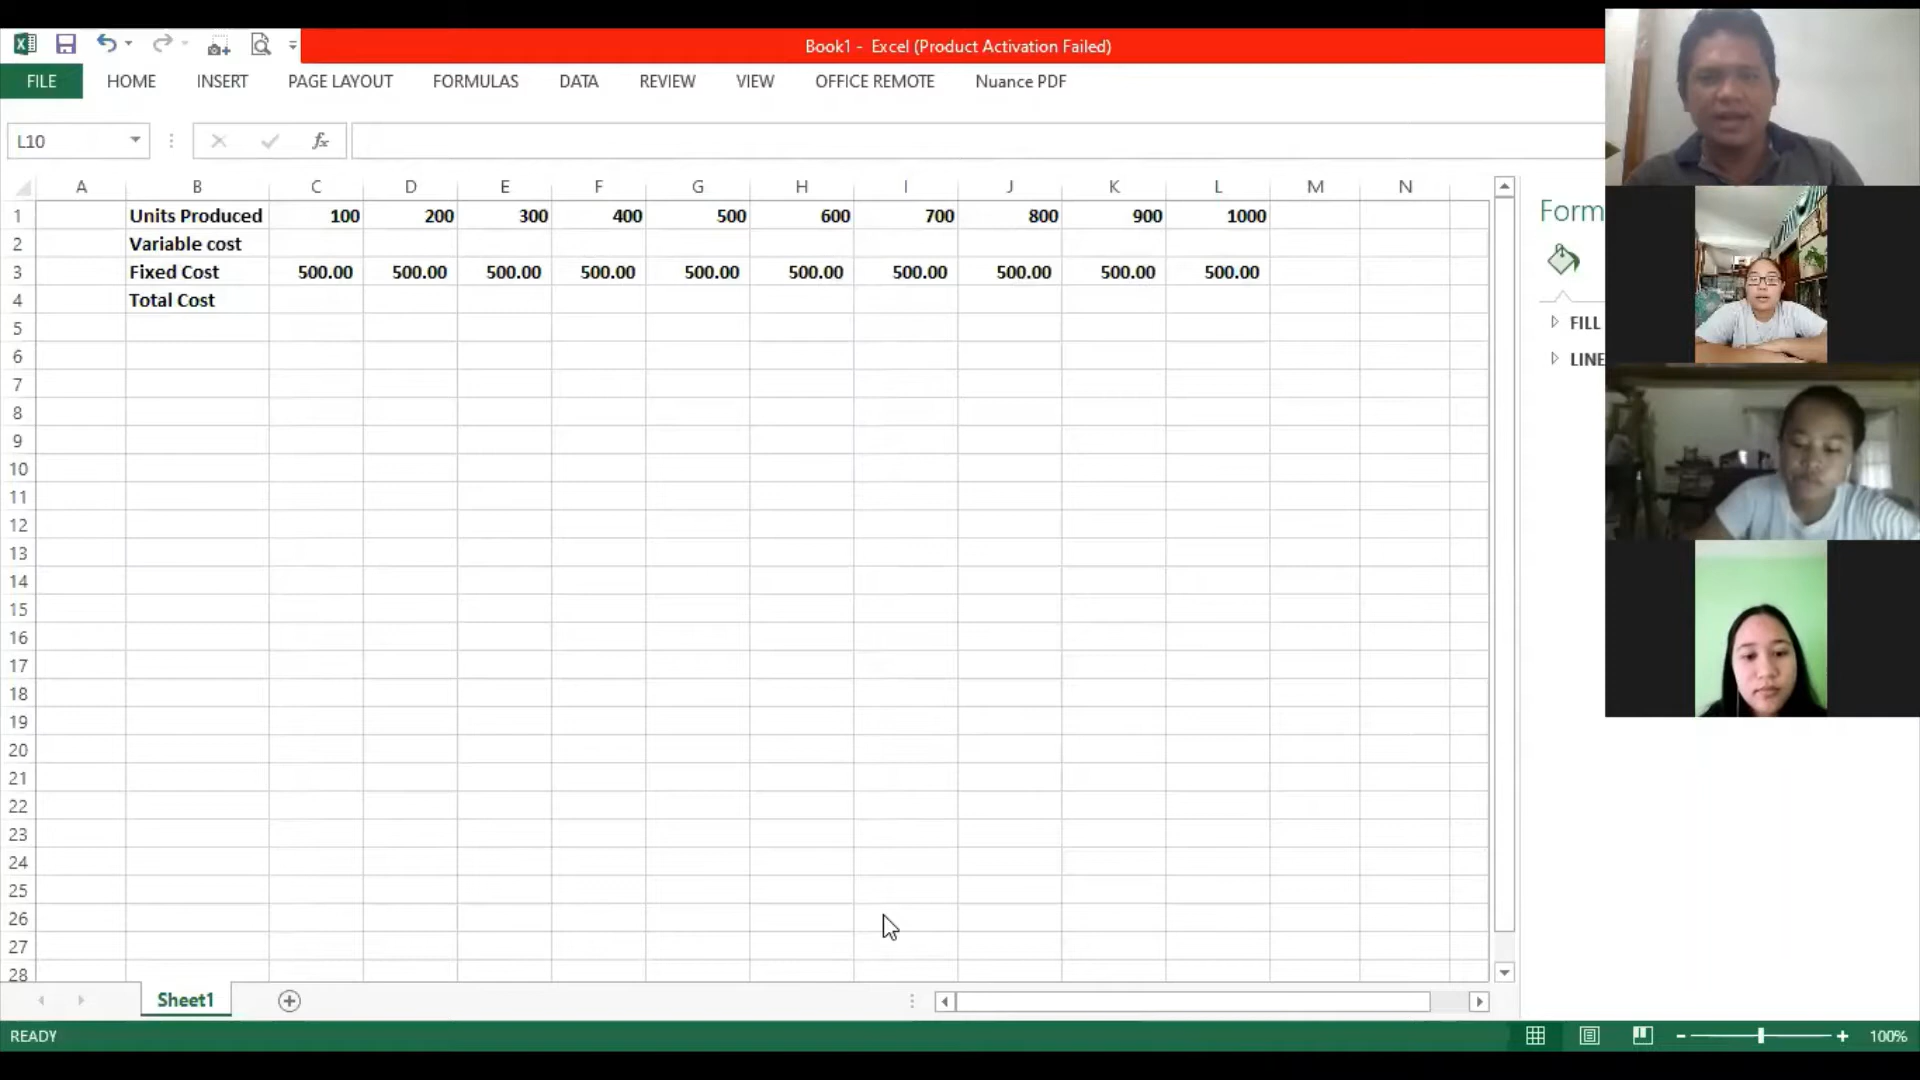 Book1 - Excel (Product Activation Failed)
FILE HOME INSERT PAGE LAYOUT FORMULAS DATA REVIEW VIEW OFFICE REMOTE Nuance PDF
L10 fx
A B C D E F G H I J K L M N
1 Units Produced 100 200 300 400 500 600 700 800 900 1000
2 Variable cost
3 Fixed Cost 500.00 500.00 500.00 500.00 500.00 500.00 500.00 500.00 500.00 500.00
4 Total Cost
5
6
7
8
9
10
11
12
13
14
15
16
17
18
19
20
21
22
23
24
25
26
27
28
Form
FILL
LINE
Sheet1
READY 100%